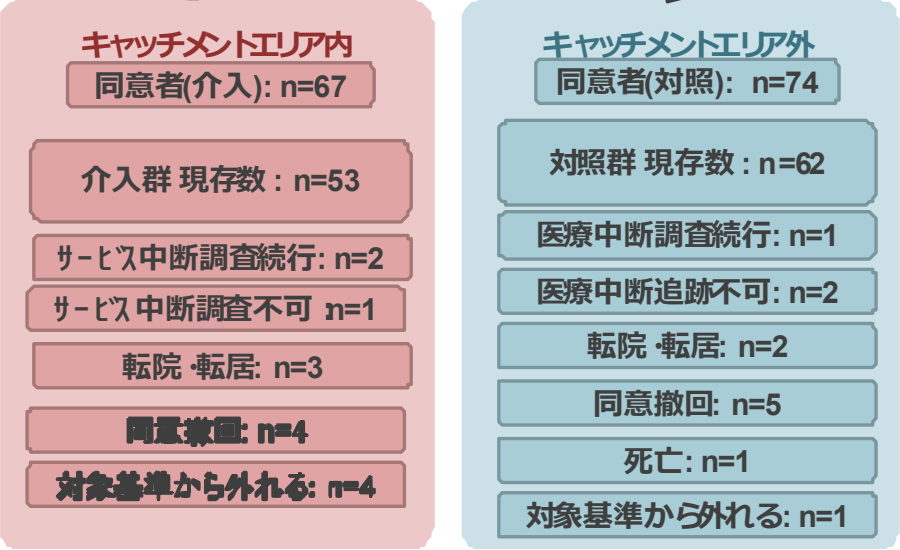 キャッチメントエリア内
同意者(介入): n=67
介入群 現存数 : n=53
ｻｰﾋﾞｽ中断調査続行: n=2
ｻｰﾋﾞｽ中断調査不可 :n=1
転院・転居: n=3
同意撤回: n=4
対象基準から外れる: n=4
キャッチメントエリア外
同意者(対照): n=74
対照群 現存数 : n=62
医療中断調査続行: n=1
医療中断追跡不可: n=2
転院・転居: n=2
同意撤回: n=5
死亡: n=1
対象基準から外れる: n=1